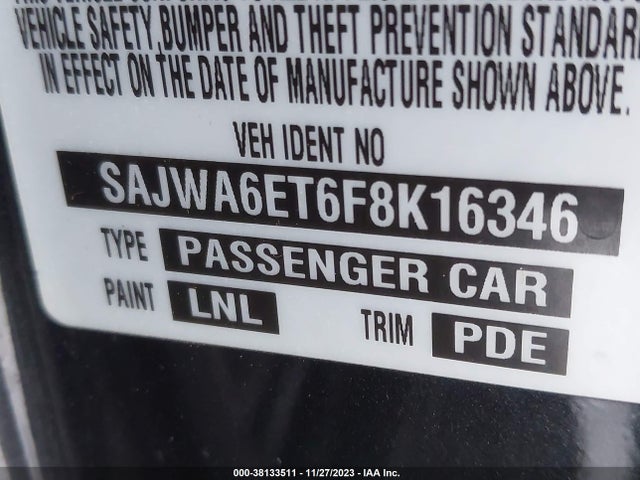 VEHICLE SAFETY, BUMPER AND THEFT PREVENTION STANDARD
IN EFFECT ON THE DATE OF MANUFACTURE SHOWN ABOVE.
VEH IDENT NO
SAJWA6ET6F8K16346
TYPE PASSENGER CAR
PAINT LNL TRIM PDE
000-38133511 - 11/27/2023 - IAA Inc.